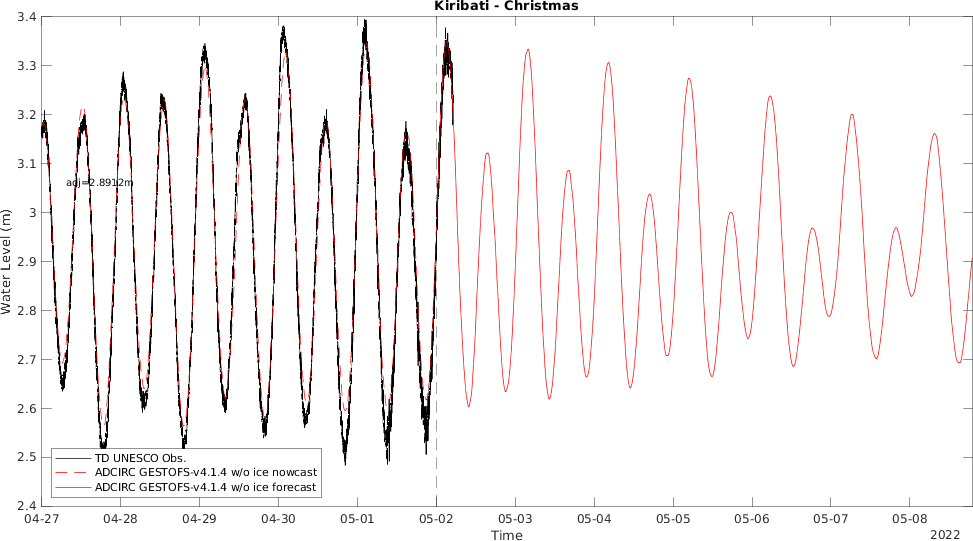 Kiribati - Christmas
3.4
3.3
3.2
3.1
3
2.9
2.8
2.7
2.6
2.5
2.4
Water Level (m)
adj=2.8912m
TD UNESCO Obs.
ADCIRC GESTOFS-v4.1.4 w/o ice nowcast
ADCIRC GESTOFS-v4.1.4 w/o ice forecast
04-27 04-28 04-29 04-30 05-01 05-02 05-03 05-04 05-05 05-06 05-07 05-08
Time
2022